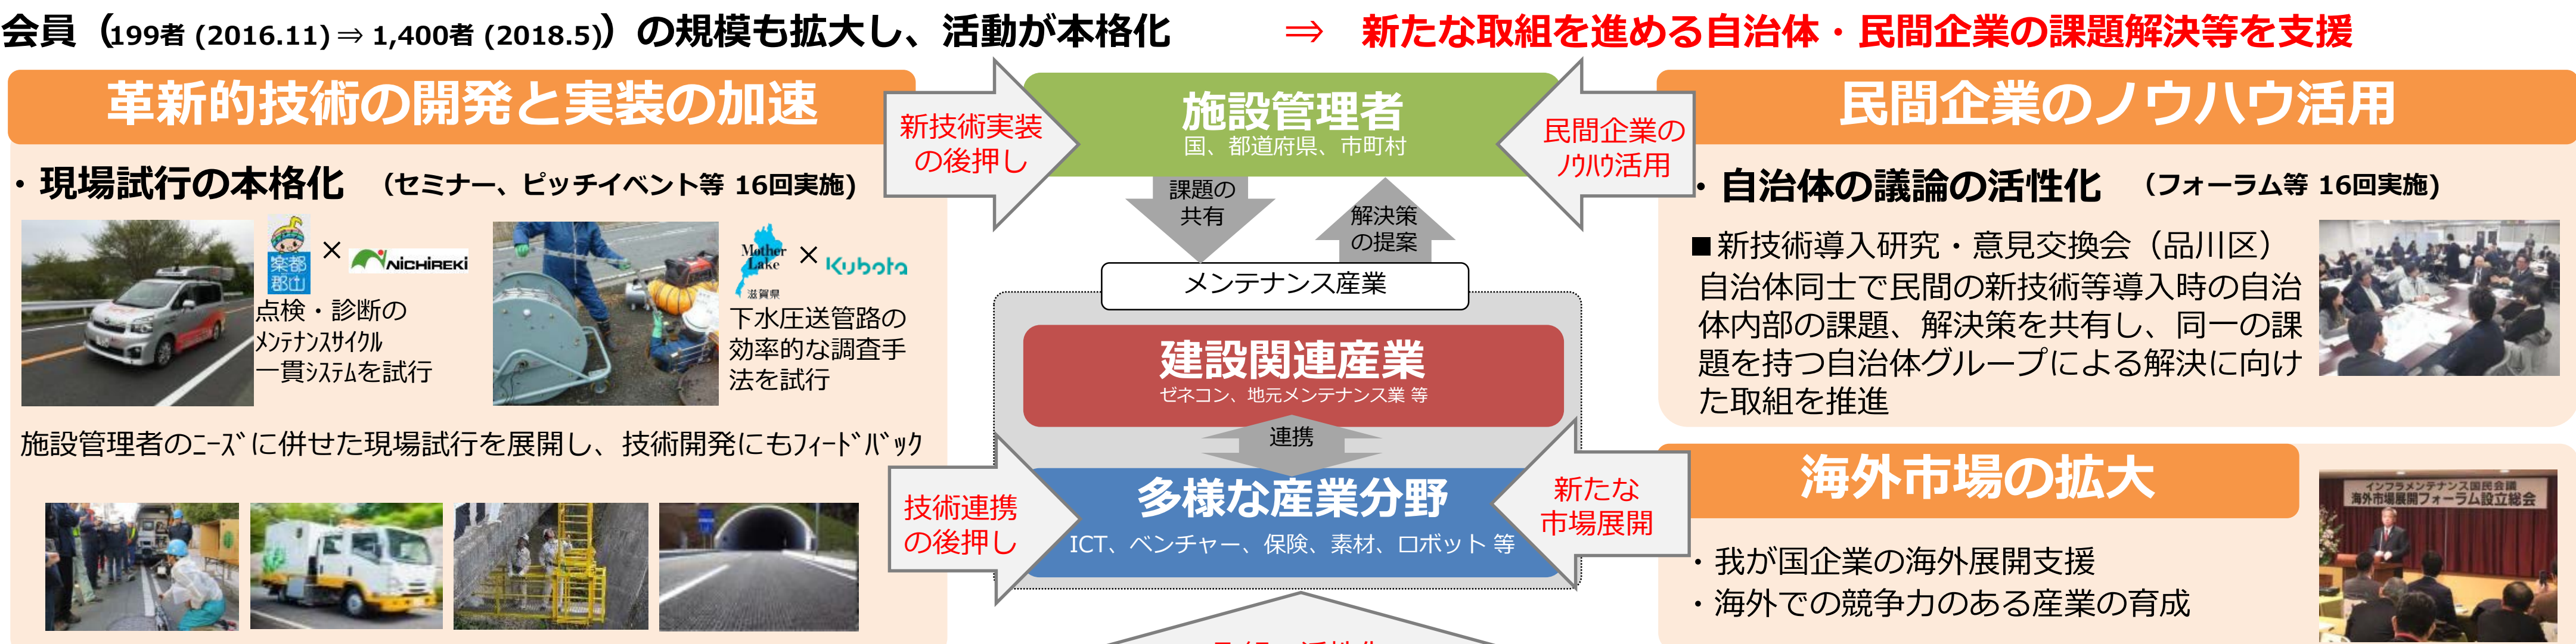 会員（199者 (2016.11) ⇒ 1,400者 (2018.5)）の規模も拡大し、活動が本格化 ⇒ 新たな取組を進める自治体・民間企業の課題解決等を支援
革新的技術の開発と実装の加速
・現場試行の本格化 （セミナー、ピッチイベント等 16回実施)
楽都
郡山
×
NICHIREKI
点検・診断の
ﾒﾝﾃﾅﾝｽｻｲｸﾙ
一貫ｼｽﾃﾑを試行
Mother
Lake
滋賀県
×
Kubota
下水圧送管路の
効率的な調査手
法を試行
施設管理者のﾆｰｽﾞに併せた現場試行を展開し、技術開発にもﾌｨｰﾄﾞﾊﾞｯｸ
新技術実装
の後押し
施設管理者
国、都道府県、市町村
民間企業の
ﾉｳﾊｳ活用
課題の
共有
解決策
の提案
メンテナンス産業
建設関連産業
ゼネコン、地元メンテナンス業 等
連携
技術連携
の後押し
多様な産業分野
ICT、ベンチャー、保険、素材、ロボット 等
新たな
市場展開
民間企業のノウハウ活用
・自治体の議論の活性化 （フォーラム等 16回実施)
■新技術導入研究・意見交換会（品川区）
自治体同士で民間の新技術等導入時の自治
体内部の課題、解決策を共有し、同一の課
題を持つ自治体グループによる解決に向け
た取組を推進
海外市場の拡大
・我が国企業の海外展開支援
・海外での競争力のある産業の育成
インフラメンテナンス国民会議
海外市場展開フォーラム設立総会